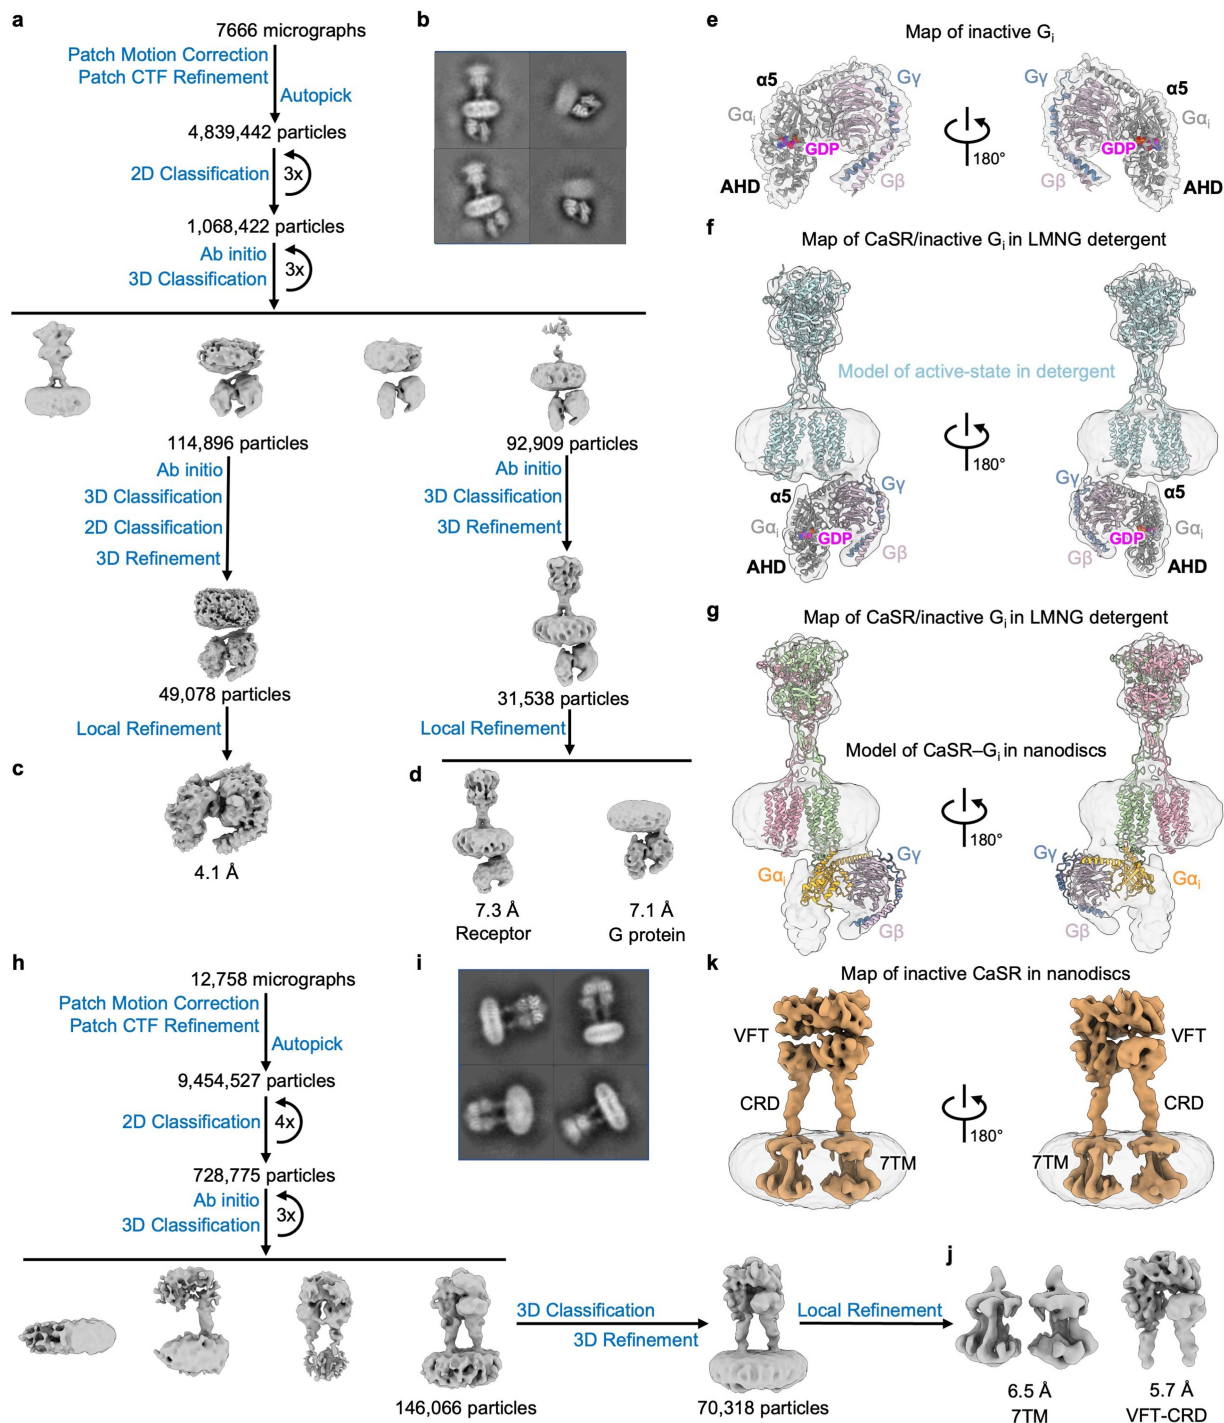 a
7666 micrographs
Patch Motion Correction
Patch CTF Refinement
Autopick
4,839,442 particles
2D Classification
3x
1,068,422 particles
Ab initio
3D Classification
3x
114,896 particles
Ab initio
3D Classification
2D Classification
3D Refinement
49,078 particles
Local Refinement
92,909 particles
Ab initio
3D Classification
3D Refinement
31,538 particles
Local Refinement
b
c
4.1 Å
d
7.3 Å
Receptor
7.1 Å
G protein
e
Map of inactive Gi
α5
Gγ
Gαi
GDP
Gβ
AHD
180°
Gγ
α5
Gαi
GDP
Gβ
AHD
f
Map of CaSR/inactive Gi in LMNG detergent
Model of active-state in detergent
180°
α5
Gγ
Gαi
GDP
AHD
Gβ
Gγ
α5
Gαi
GDP
Gβ
AHD
g
Map of CaSR/inactive Gi in LMNG detergent
Model of CaSR–Gi in nanodiscs
180°
Gαi
Gγ
Gβ
Gγ
Gαi
Gβ
h
12,758 micrographs
Patch Motion Correction
Patch CTF Refinement
Autopick
9,454,527 particles
2D Classification
4x
728,775 particles
Ab initio
3D Classification
3x
146,066 particles
3D Classification
3D Refinement
70,318 particles
Local Refinement
i
j
6.5 Å
7TM
5.7 Å
VFT-CRD
k
Map of inactive CaSR in nanodiscs
VFT
CRD
7TM
180°
VFT
CRD
7TM